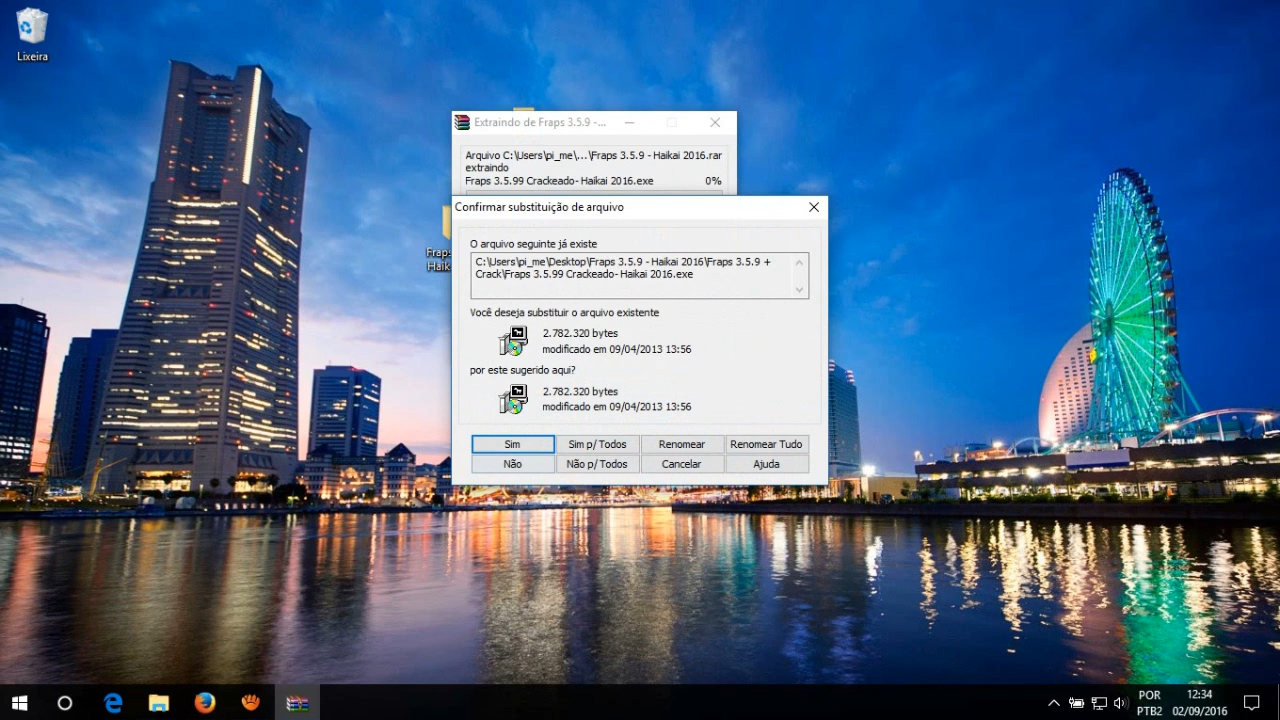 Lixeira
Extraindo de Fraps 3.5.9 -...
Arquivo C:\Users\pi_me\...\Fraps 3.5.9 - Haikai 2016.rar
extraindo
Fraps 3.5.99 Crackeado- Haikai 2016.exe 0%
Fraps
Haik
Confirmar substituição de arquivo
O arquivo seguinte já existe
C:\Users\pi_me\Desktop\Fraps 3.5.9 - Haikai 2016\Fraps 3.5.9 +
Crack\Fraps 3.5.99 Crackeado- Haikai 2016.exe
Você deseja substituir o arquivo existente
2.782.320 bytes
modificado em 09/04/2013 13:56
por este sugerido aqui?
2.782.320 bytes
modificado em 09/04/2013 13:56
Sim Sim p/ Todos Renomear Renomear Tudo
Não Não p/ Todos Cancelar Ajuda
POR 12:34
PTB2 02/09/2016